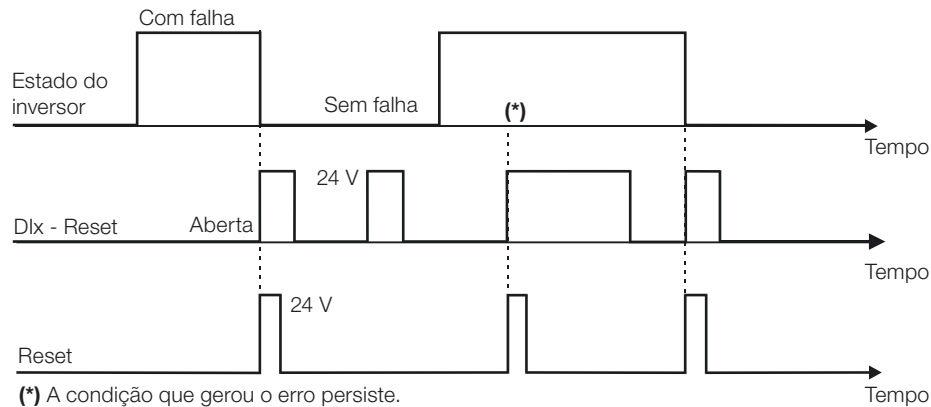 Com falha
Estado do
inversor
Sem falha
(*)
Tempo
24 V
DIx - Reset
Aberta
Tempo
24 V
Reset
(*) A condição que gerou o erro persiste.
Tempo